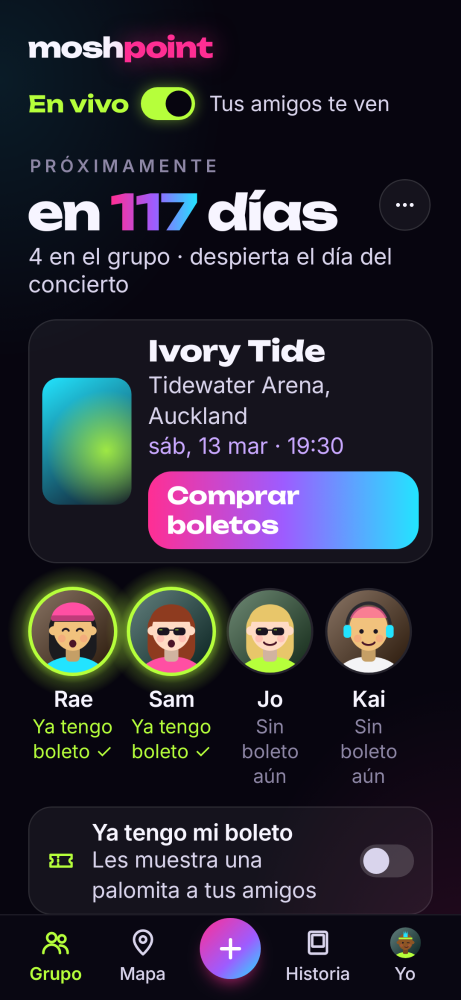 moshpoint
En vivo Tus amigos te ven
PRÓXIMAMENTE
en 117 días
4 en el grupo · despierta el día del
concierto
Ivory Tide
Tidewater Arena,
Auckland
sáb, 13 mar · 19:30
Comprar
boletos
Rae Sam Jo Kai
Ya tengo Ya tengo Sin Sin
boleto ✓ boleto ✓ boleto boleto
aún aún
Ya tengo mi boleto
Les muestra una
palomita a tus amigos
Grupo Mapa Historia Yo